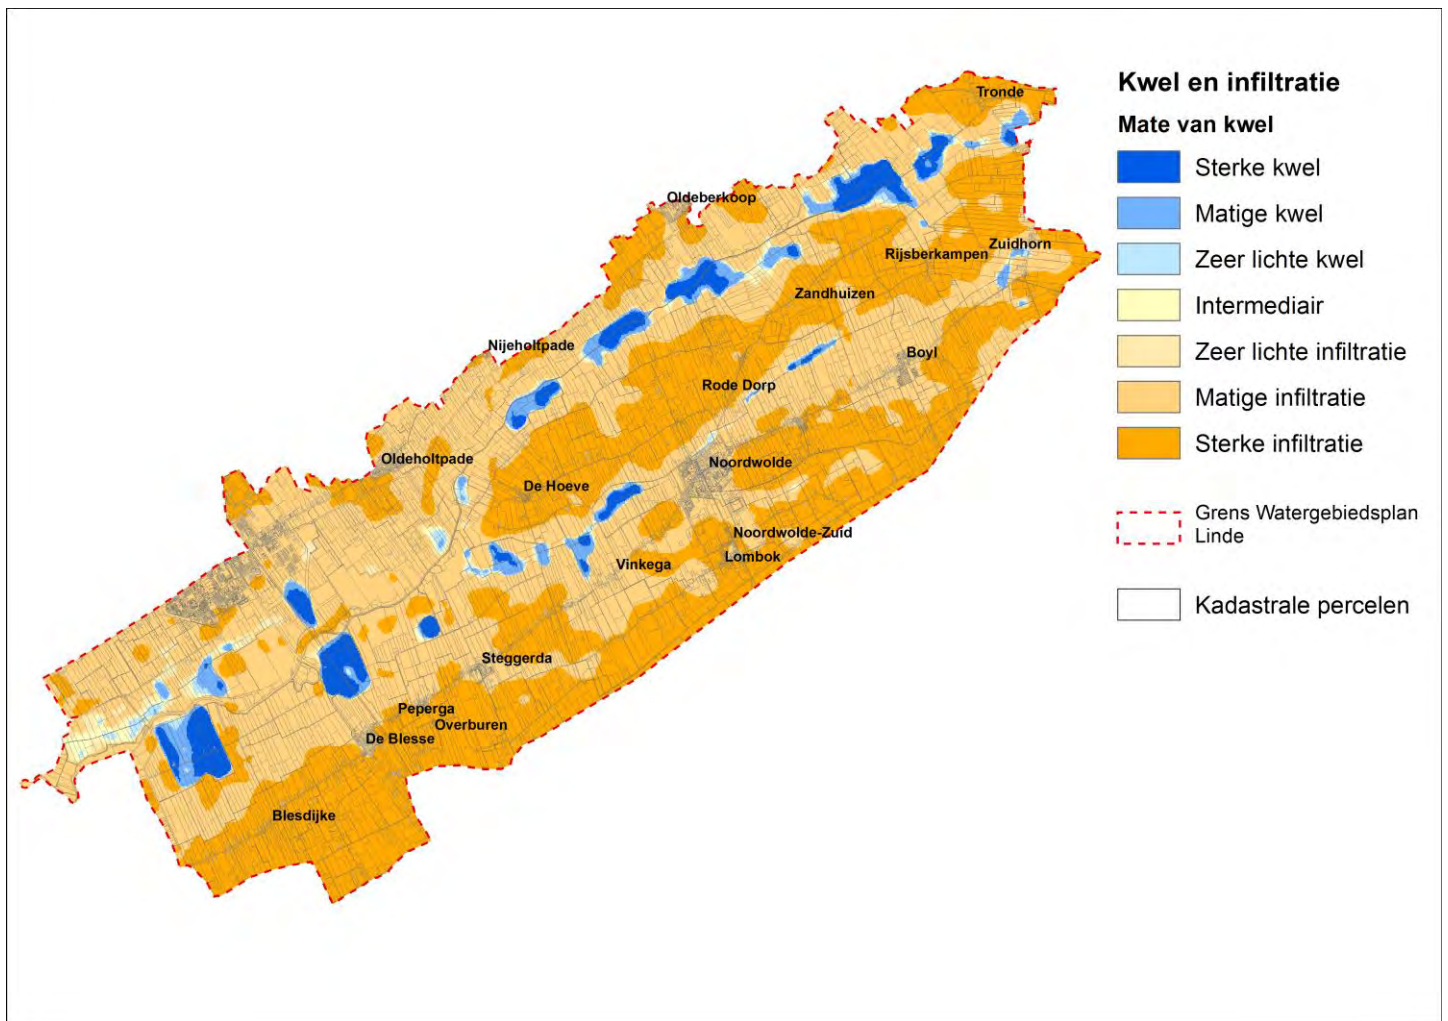 Kwel en infiltratie
Mate van kwel
Sterke kwel
Matige kwel
Zeer lichte kwel
Intermediair
Zeer lichte infiltratie
Matige infiltratie
Sterke infiltratie
Grens Watergebiedsplan
Linde
Kadastrale percelen
Tronde
Oldeberkoop
Zuidhorn
Rijsberkampen
Zandhuizen
Nijeholtpade
Boyl
Rode Dorp
Oldeholtpade
Noordwolde
De Hoeve
Noordwolde-Zuid
Lombok
Vinkega
Steggerda
Peperga
Overburen
De Blesse
Blesdijke